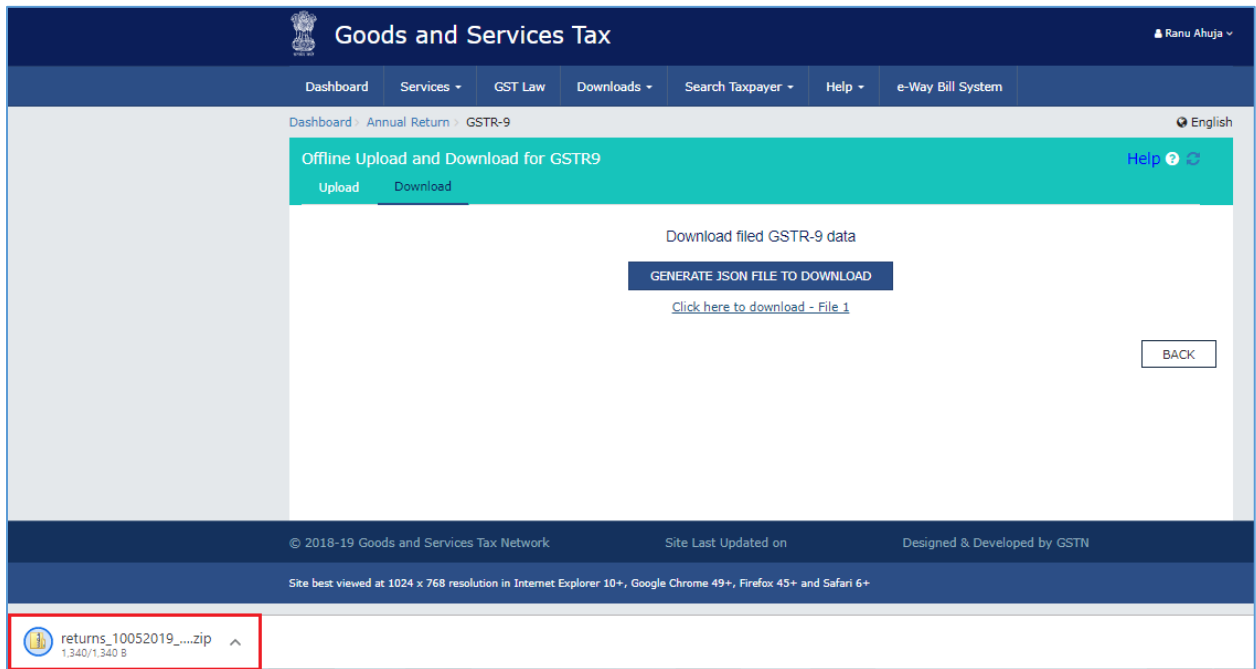 Goods and Services Tax
Ranu Ahuja
Dashboard Services GST Law Downloads Search Taxpayer Help e-Way Bill System
Dashboard > Annual Return > GSTR-9 English
Offline Upload and Download for GSTR9 Help
Upload Download
Download filed GSTR-9 data
GENERATE JSON FILE TO DOWNLOAD
Click here to download - File 1
BACK
© 2018-19 Goods and Services Tax Network Site Last Updated on Designed & Developed by GSTN
Site best viewed at 1024 x 768 resolution in Internet Explorer 10+, Google Chrome 49+, Firefox 45+ and Safari 6+
returns_10052019_....zip
1,340/1,340 B